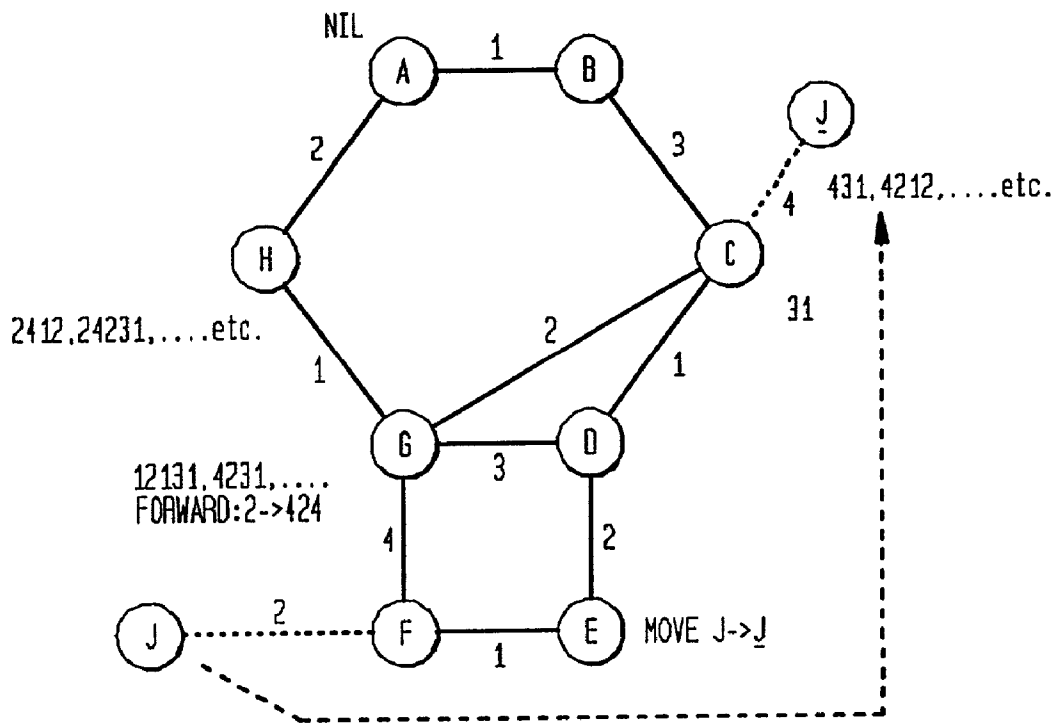 NIL
A
1
B
J
2
3
4
431,4212,....etc.
H
C
31
2412,24231,....etc.
2
1
1
G
D
3
12131,4231,....
FORWARD:2->424
4
2
J
2
F
1
E
MOVE J->J